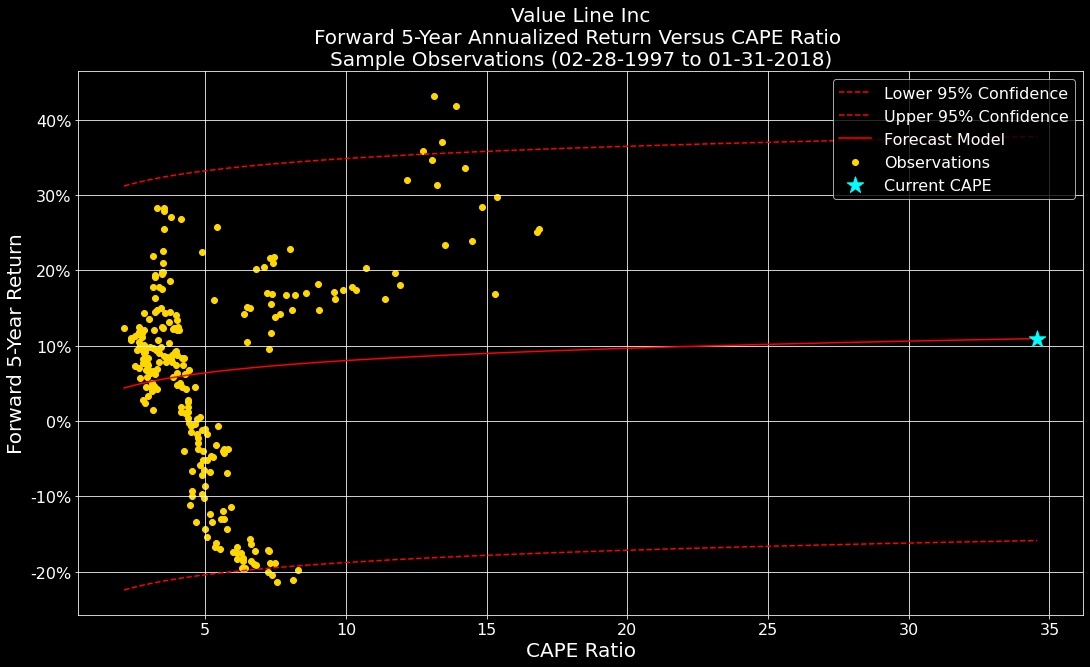 Value Line Inc
Forward 5-Year Annualized Return Versus CAPE Ratio
Sample Observations (02-28-1997 to 01-31-2018)
Lower 95% Confidence
Upper 95% Confidence
Forecast Model
Observations
Current CAPE
Forward 5-Year Return
40%
30%
20%
10%
0%
-10%
-20%
5 10 15 20 25 30 35
CAPE Ratio